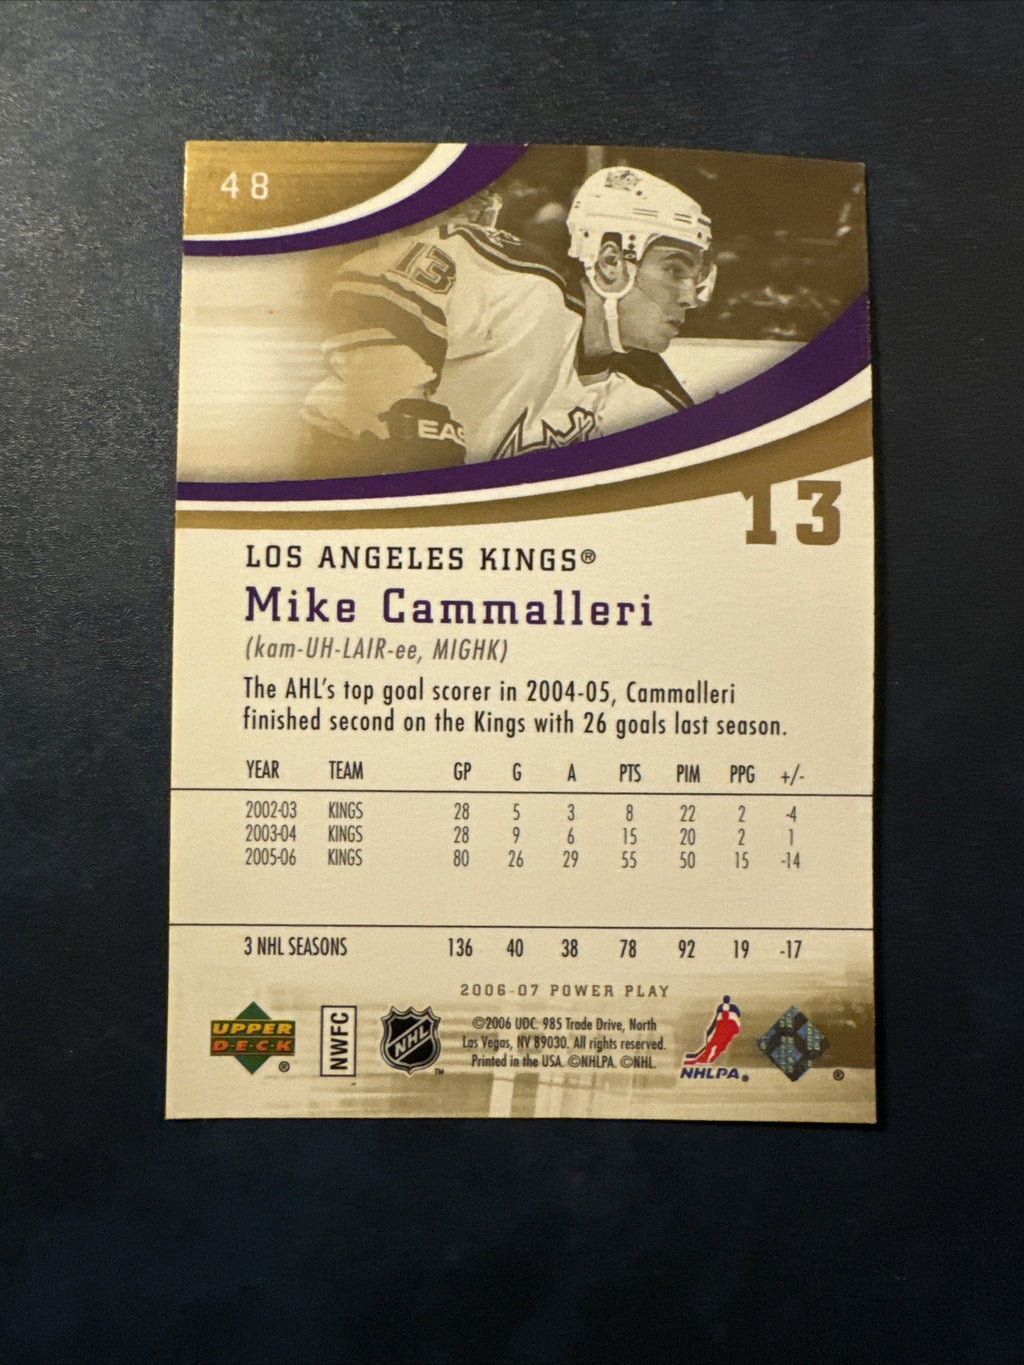 48
13
EAS
13
LOS ANGELES KINGS®
Mike Cammalleri
(kam-UH-LAIR-ee, MIGHK)
The AHL's top goal scorer in 2004-05, Cammalleri
finished second on the Kings with 26 goals last season.
YEAR TEAM GP G A PTS PIM PPG +/-
2002-03 KINGS 28 5 3 8 22 2 -4
2003-04 KINGS 28 9 6 15 20 2 1
2005-06 KINGS 80 26 29 55 50 15 -14
3 NHL SEASONS 136 40 38 78 92 19 -17
2006-07 POWER PLAY
UPPER
D·E·C·K
®
NWFC
NHL
™
©2006 UDC. 985 Trade Drive, North
Las Vegas, NV 89030. All rights reserved.
Printed in the USA. ©NHLPA. ©NHL.
NHLPA®
®